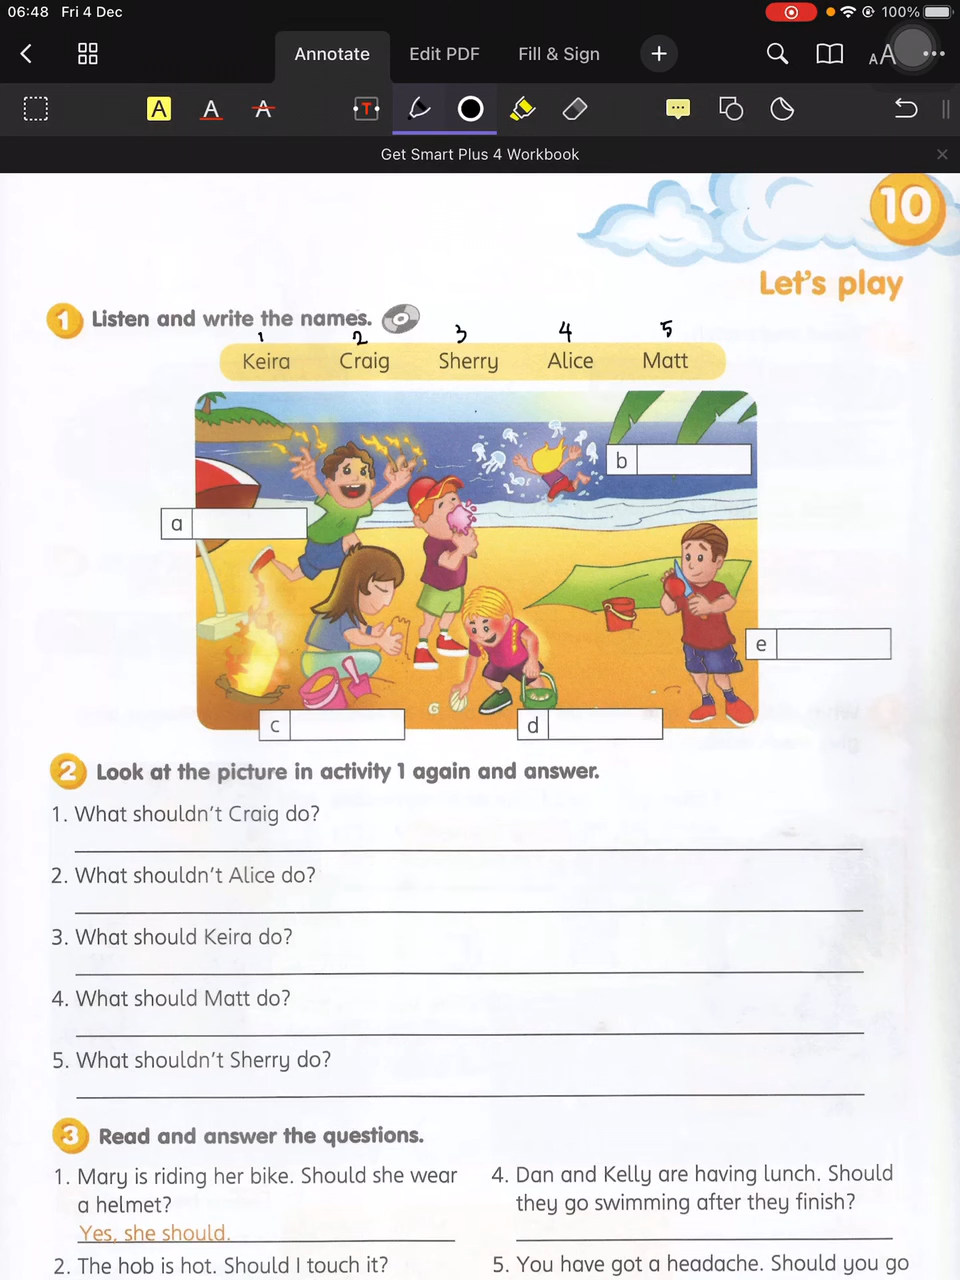 06:48 Fri 4 Dec 100%
Annotate Edit PDF Fill & Sign +
A A A T AA
Get Smart Plus 4 Workbook
10
Let's play
1 Listen and write the names.
1 2 3 4 5
Keira Craig Sherry Alice Matt
b
a
e
c
d
2 Look at the picture in activity 1 again and answer.
1. What shouldn't Craig do?
2. What shouldn't Alice do?
3. What should Keira do?
4. What should Matt do?
5. What shouldn't Sherry do?
3 Read and answer the questions.
1. Mary is riding her bike. Should she wear
a helmet?
Yes, she should.
2. The hob is hot. Should I touch it?
4. Dan and Kelly are having lunch. Should
they go swimming after they finish?
5. You have got a headache. Should you go